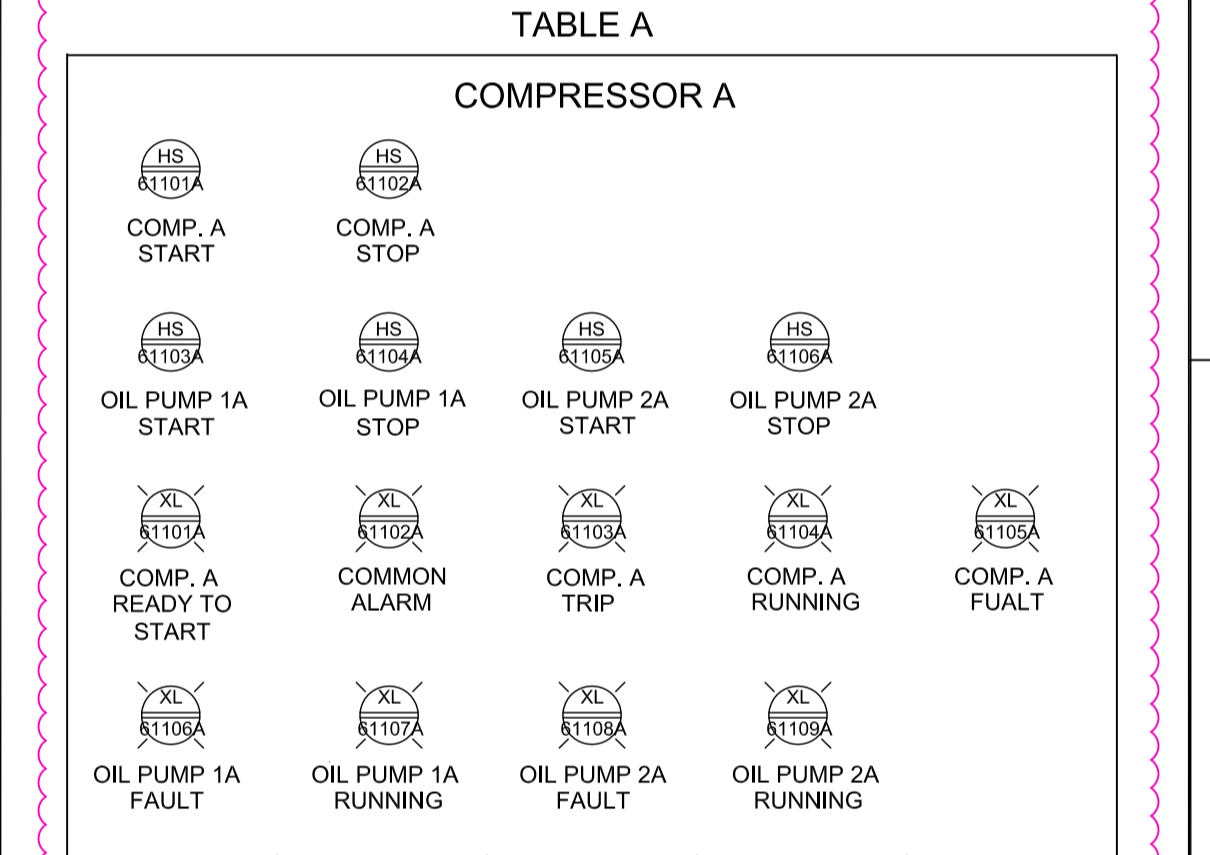 TABLE A
COMPRESSOR A
HS
61101A
COMP. A
START
HS
61102A
COMP. A
STOP
HS
61103A
OIL PUMP 1A
START
HS
61104A
OIL PUMP 1A
STOP
HS
61105A
OIL PUMP 2A
START
HS
61106A
OIL PUMP 2A
STOP
XL
61101A
COMP. A
READY TO
START
XL
61102A
COMMON
ALARM
XL
61103A
COMP. A
TRIP
XL
61104A
COMP. A
RUNNING
XL
61105A
COMP. A
FUALT
XL
61106A
OIL PUMP 1A
FAULT
XL
61107A
OIL PUMP 1A
RUNNING
XL
61108A
OIL PUMP 2A
FAULT
XL
61109A
OIL PUMP 2A
RUNNING